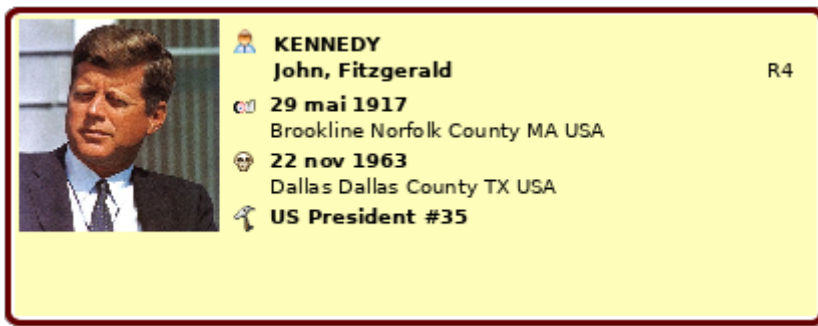 KENNEDY
John, Fitzgerald R4
29 mai 1917
Brookline Norfolk County MA USA
22 nov 1963
Dallas Dallas County TX USA
US President #35